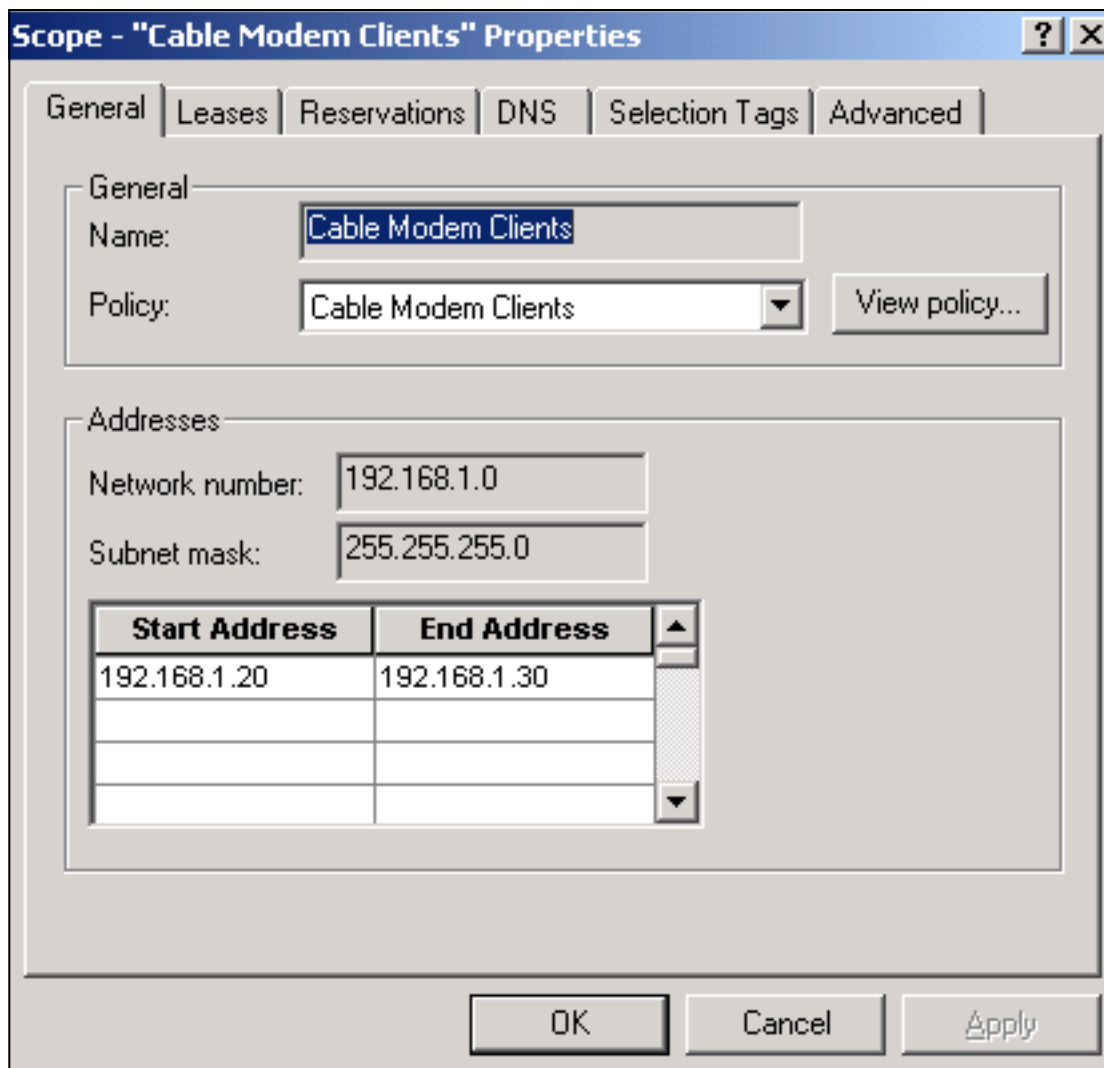 Scope - "Cable Modem Clients" Properties
General Leases Reservations DNS Selection Tags Advanced
General
Name: Cable Modem Clients
Policy: Cable Modem Clients View policy...
Addresses
Network number: 192.168.1.0
Subnet mask: 255.255.255.0
Start Address End Address
192.168.1.20 192.168.1.30
OK Cancel Apply